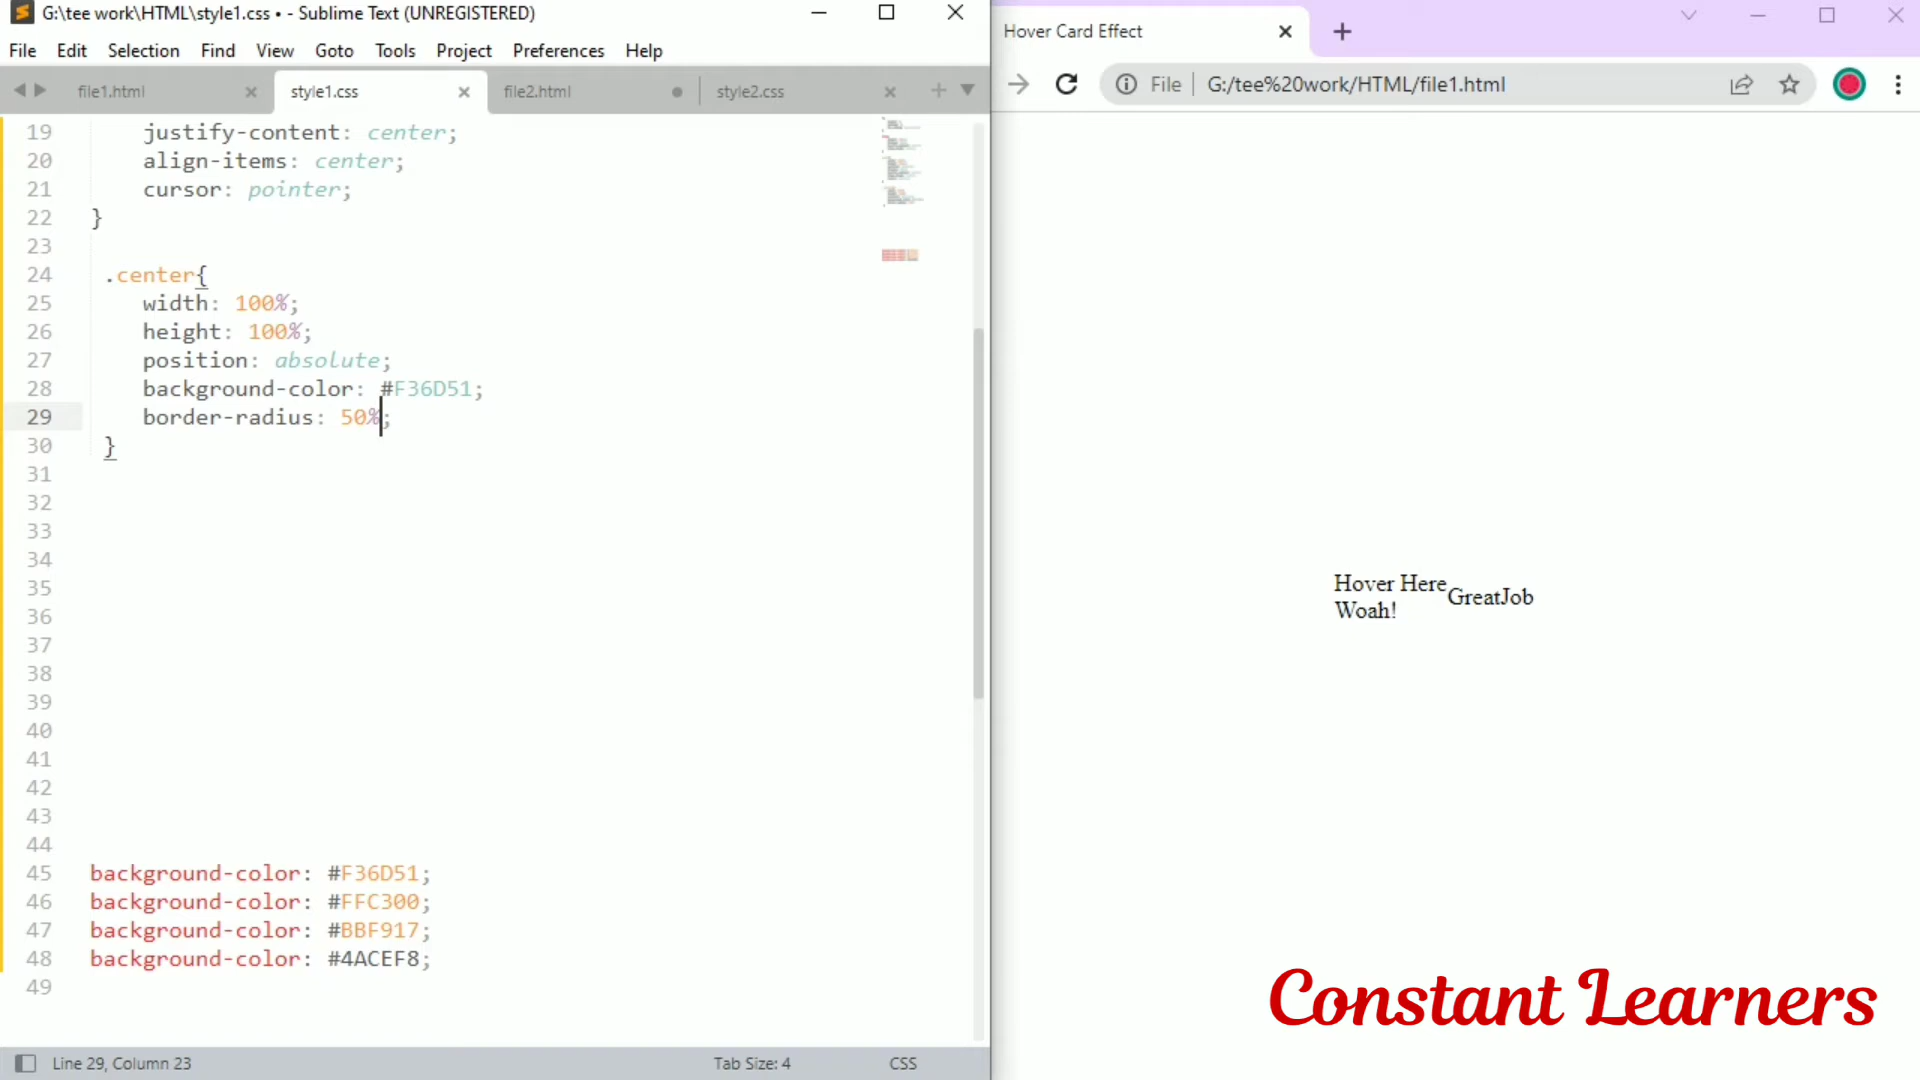 G:\tee work\HTML\style1.css • - Sublime Text (UNREGISTERED)
File Edit Selection Find View Goto Tools Project Preferences Help
file1.html style1.css file2.html style2.css
19 justify-content: center;
20 align-items: center;
21 cursor: pointer;
22 }
23
24 .center{
25 width: 100%;
26 height: 100%;
27 position: absolute;
28 background-color: #F36D51;
29 border-radius: 50%;
30 }
31
32
33
34
35
36
37
38
39
40
41
42
43
44
45 background-color: #F36D51;
46 background-color: #FFC300;
47 background-color: #BBF917;
48 background-color: #4ACEF8;
49
Line 29, Column 23 Tab Size: 4 CSS
Hover Card Effect
File G:/tee%20work/HTML/file1.html
Hover Here
Woah!
GreatJob
Constant Learners